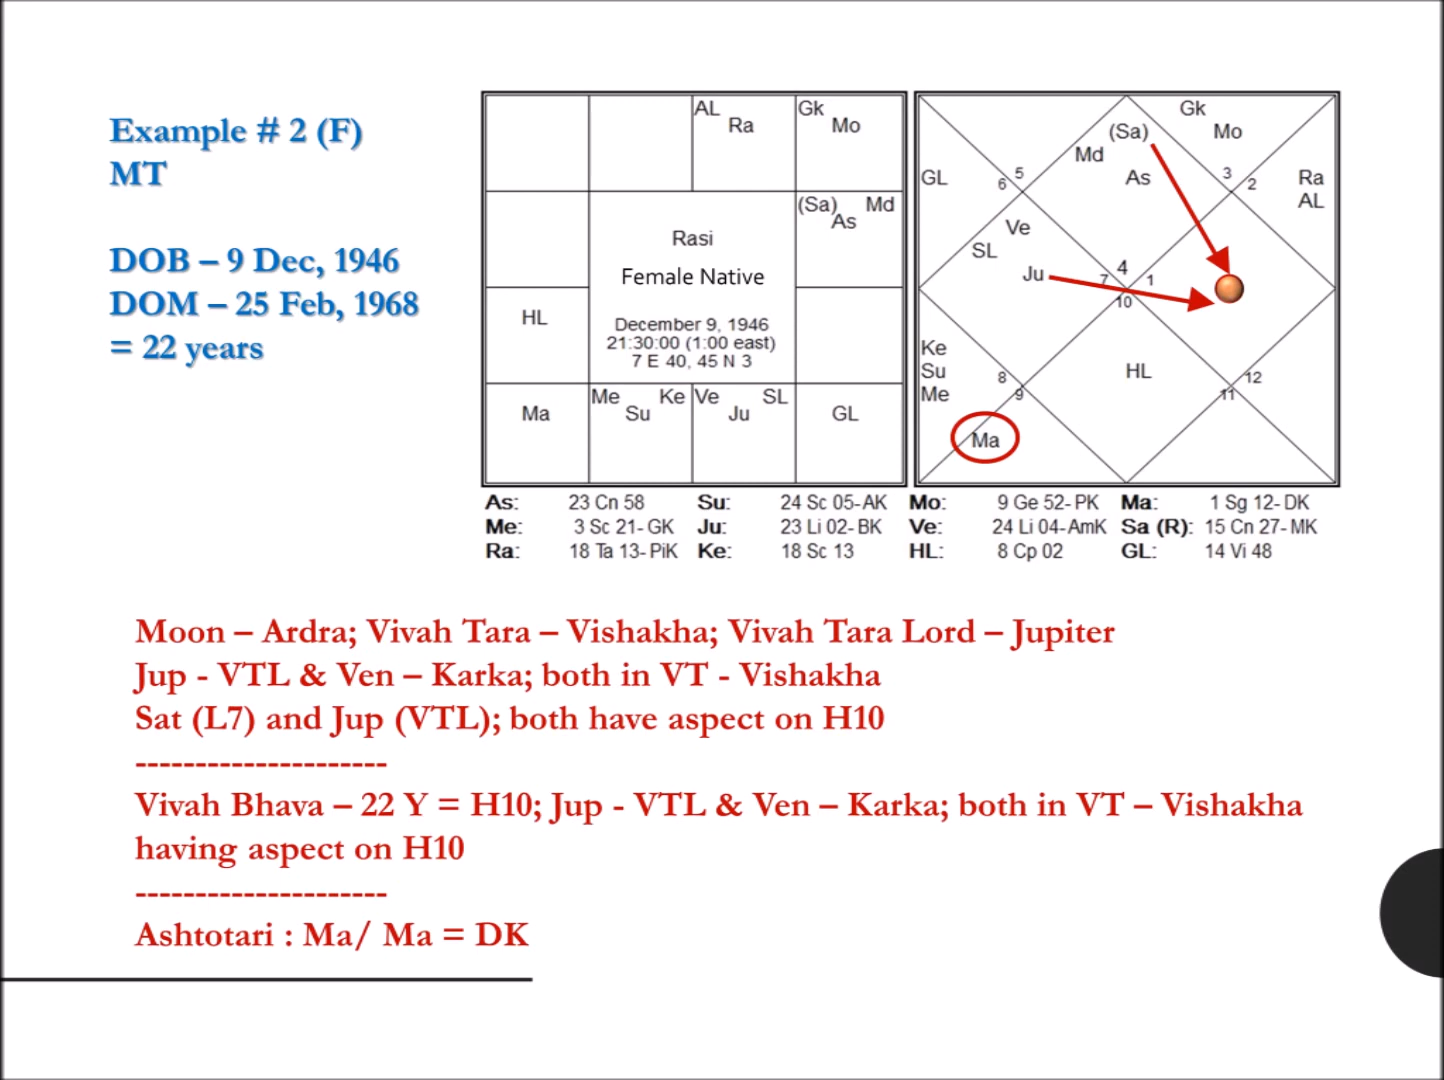 Example # 2 (F)
MT
DOB – 9 Dec, 1946
DOM – 25 Feb, 1968
= 22 years
AL
Ra
Gk
Mo
(Sa) Md
As
HL
Rasi
Female Native
December 9, 1946
21:30:00 (1:00 east)
7 E 40, 45 N 3
Ma
Me Ke
Su
Ve SL
Ju
GL
Gk
(Sa) Mo
Md
As
GL
5
6
3
2
Ra
AL
Ve
SL
Ju
4
7
1
10
Ke
Su
Me
8
9
HL
12
11
Ma
As: 23 Cn 58 Su: 24 Sc 05- AK Mo: 9 Ge 52- PK Ma: 1 Sg 12- DK
Me: 3 Sc 21- GK Ju: 23 Li 02- BK Ve: 24 Li 04- AmK Sa (R): 15 Cn 27- MK
Ra: 18 Ta 13- PiK Ke: 18 Sc 13 HL: 8 Cp 02 GL: 14 Vi 48
Moon – Ardra; Vivah Tara – Vishakha; Vivah Tara Lord – Jupiter
Jup - VTL & Ven – Karka; both in VT - Vishakha
Sat (L7) and Jup (VTL); both have aspect on H10
---------------------
Vivah Bhava – 22 Y = H10; Jup - VTL & Ven – Karka; both in VT – Vishakha
having aspect on H10
---------------------
Ashtotari : Ma/ Ma = DK